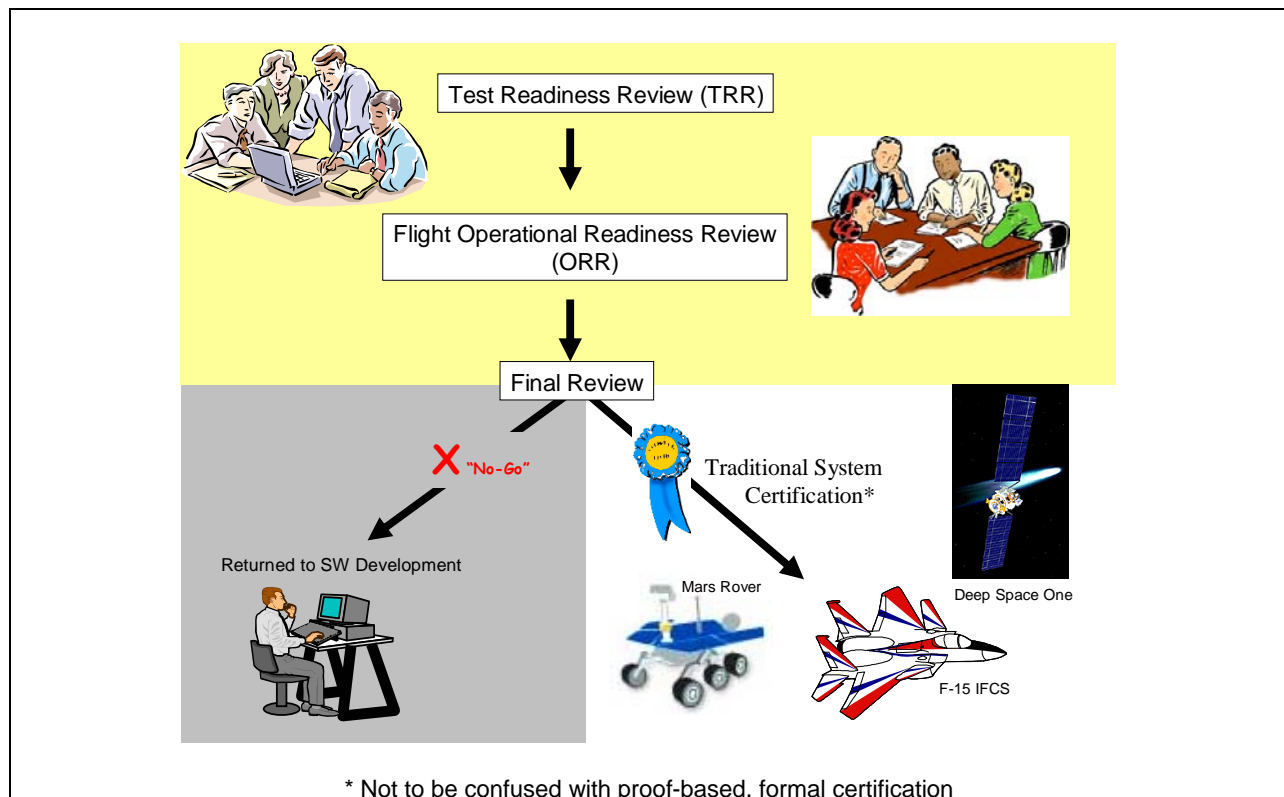 Test Readiness Review (TRR)
Flight Operational Readiness Review
(ORR)
Final Review
X "No-Go"
Traditional System
Certification*
Returned to SW Development
Mars Rover
Deep Space One
F-15 IFCS
* Not to be confused with proof-based, formal certification